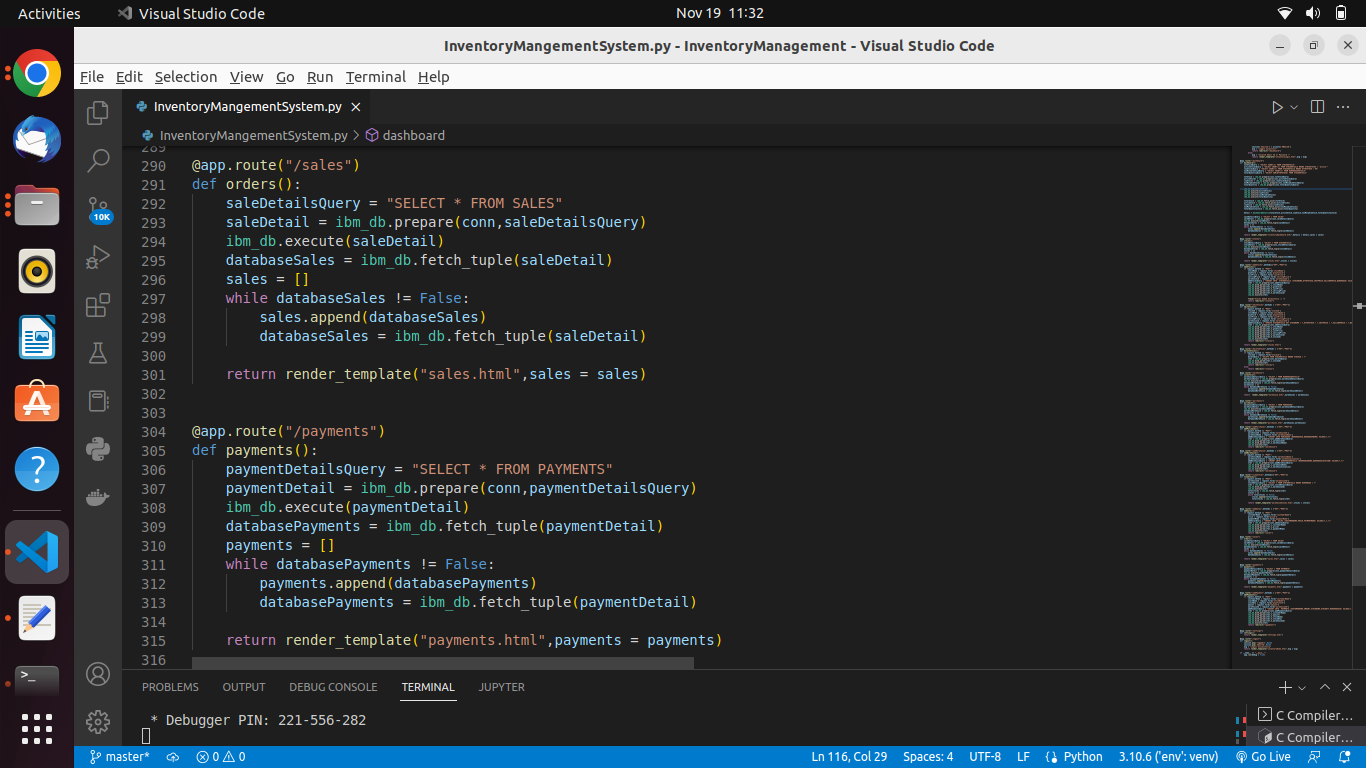 Activities
Visual Studio Code
Nov 19 11:32
InventoryMangementSystem.py - InventoryManagement - Visual Studio Code
File Edit Selection View Go Run Terminal Help
InventoryMangementSystem.py
InventoryMangementSystem.py > dashboard
10K
289
290 @app.route("/sales")
291 def orders():
292     saleDetailsQuery = "SELECT * FROM SALES"
293     saleDetail = ibm_db.prepare(conn,saleDetailsQuery)
294     ibm_db.execute(saleDetail)
295     databaseSales = ibm_db.fetch_tuple(saleDetail)
296     sales = []
297     while databaseSales != False:
298         sales.append(databaseSales)
299         databaseSales = ibm_db.fetch_tuple(saleDetail)
300
301     return render_template("sales.html",sales = sales)
302
303
304 @app.route("/payments")
305 def payments():
306     paymentDetailsQuery = "SELECT * FROM PAYMENTS"
307     paymentDetail = ibm_db.prepare(conn,paymentDetailsQuery)
308     ibm_db.execute(paymentDetail)
309     databasePayments = ibm_db.fetch_tuple(paymentDetail)
310     payments = []
311     while databasePayments != False:
312         payments.append(databasePayments)
313         databasePayments = ibm_db.fetch_tuple(paymentDetail)
314
315     return render_template("payments.html",payments = payments)
316
PROBLEMS OUTPUT DEBUG CONSOLE TERMINAL JUPYTER
* Debugger PIN: 221-556-282
C Compiler...
C Compiler...
master* 0 0 Ln 116, Col 29 Spaces: 4 UTF-8 LF Python 3.10.6 ('env': venv) Go Live